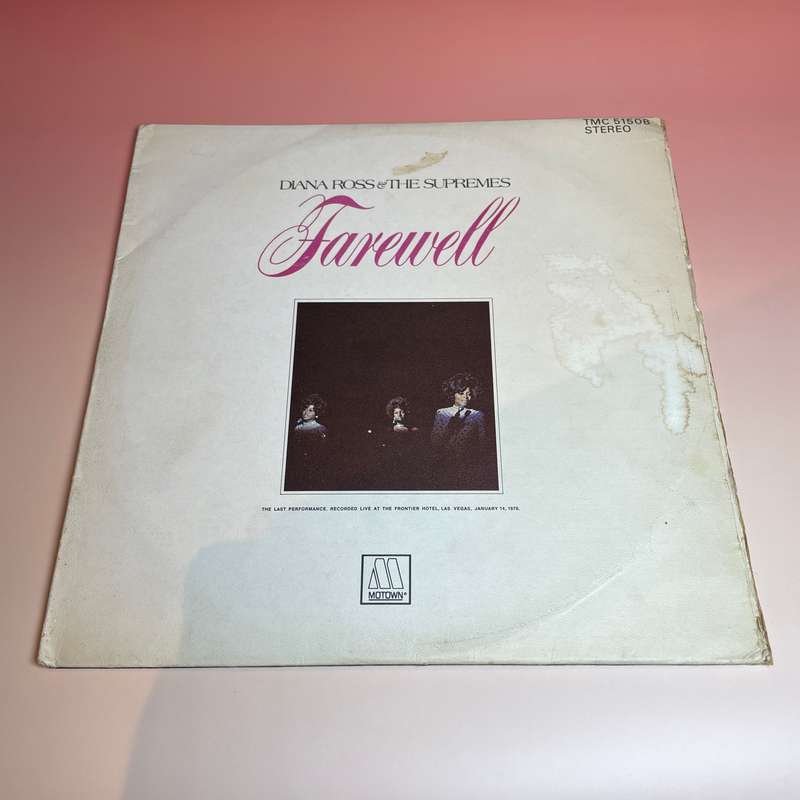 TMC 5150B
STEREO
DIANA ROSS & THE SUPREMES
Farewell
THE LAST PERFORMANCE. RECORDED LIVE AT THE FRONTIER HOTEL, LAS VEGAS, JANUARY 14, 1970.
MOTOWN®